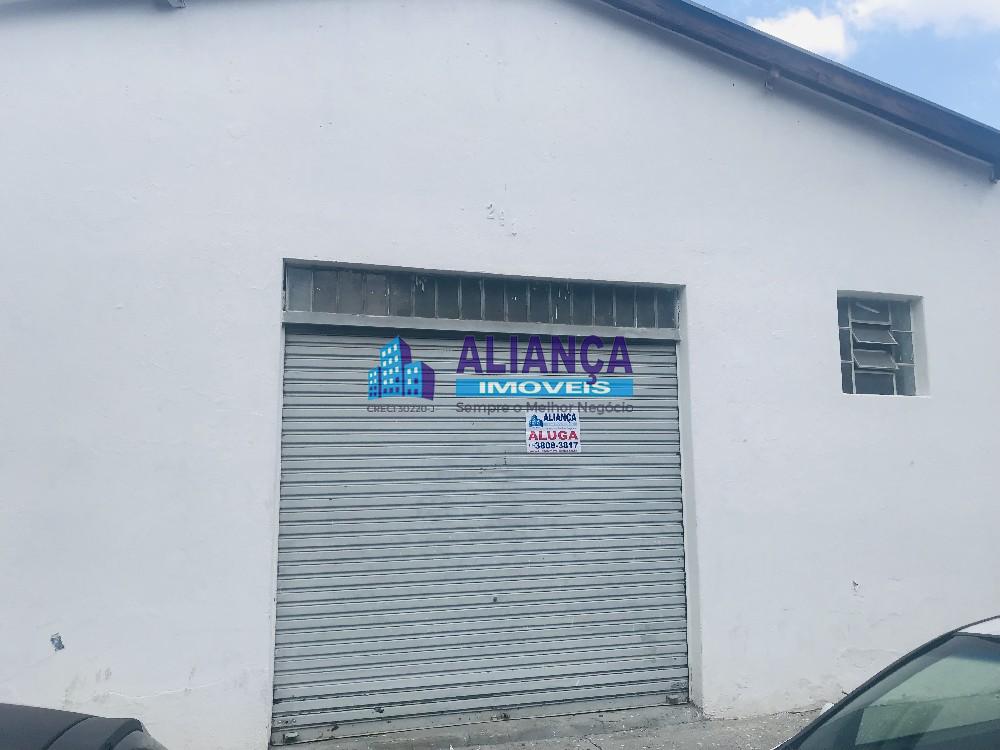 ALIANÇA
IMOVEIS
CRECI 30220-J
Sempre o Melhor Negócio
ALIANÇA
ALUGA
3808-3817